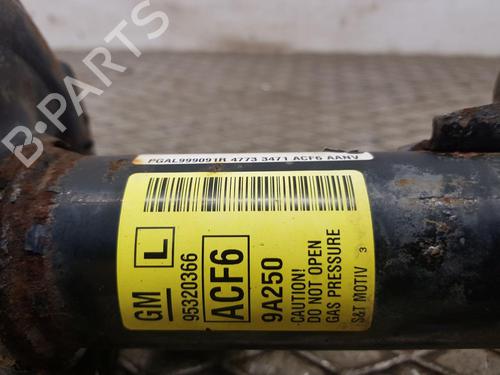 B-PARTS
PGAL999091R 4773 3471 ACF6 AANV
GM L
95320366
ACF6
9A250
CAUTION!
DO NOT OPEN
GAS PRESSURE
S&T MOTIV 3